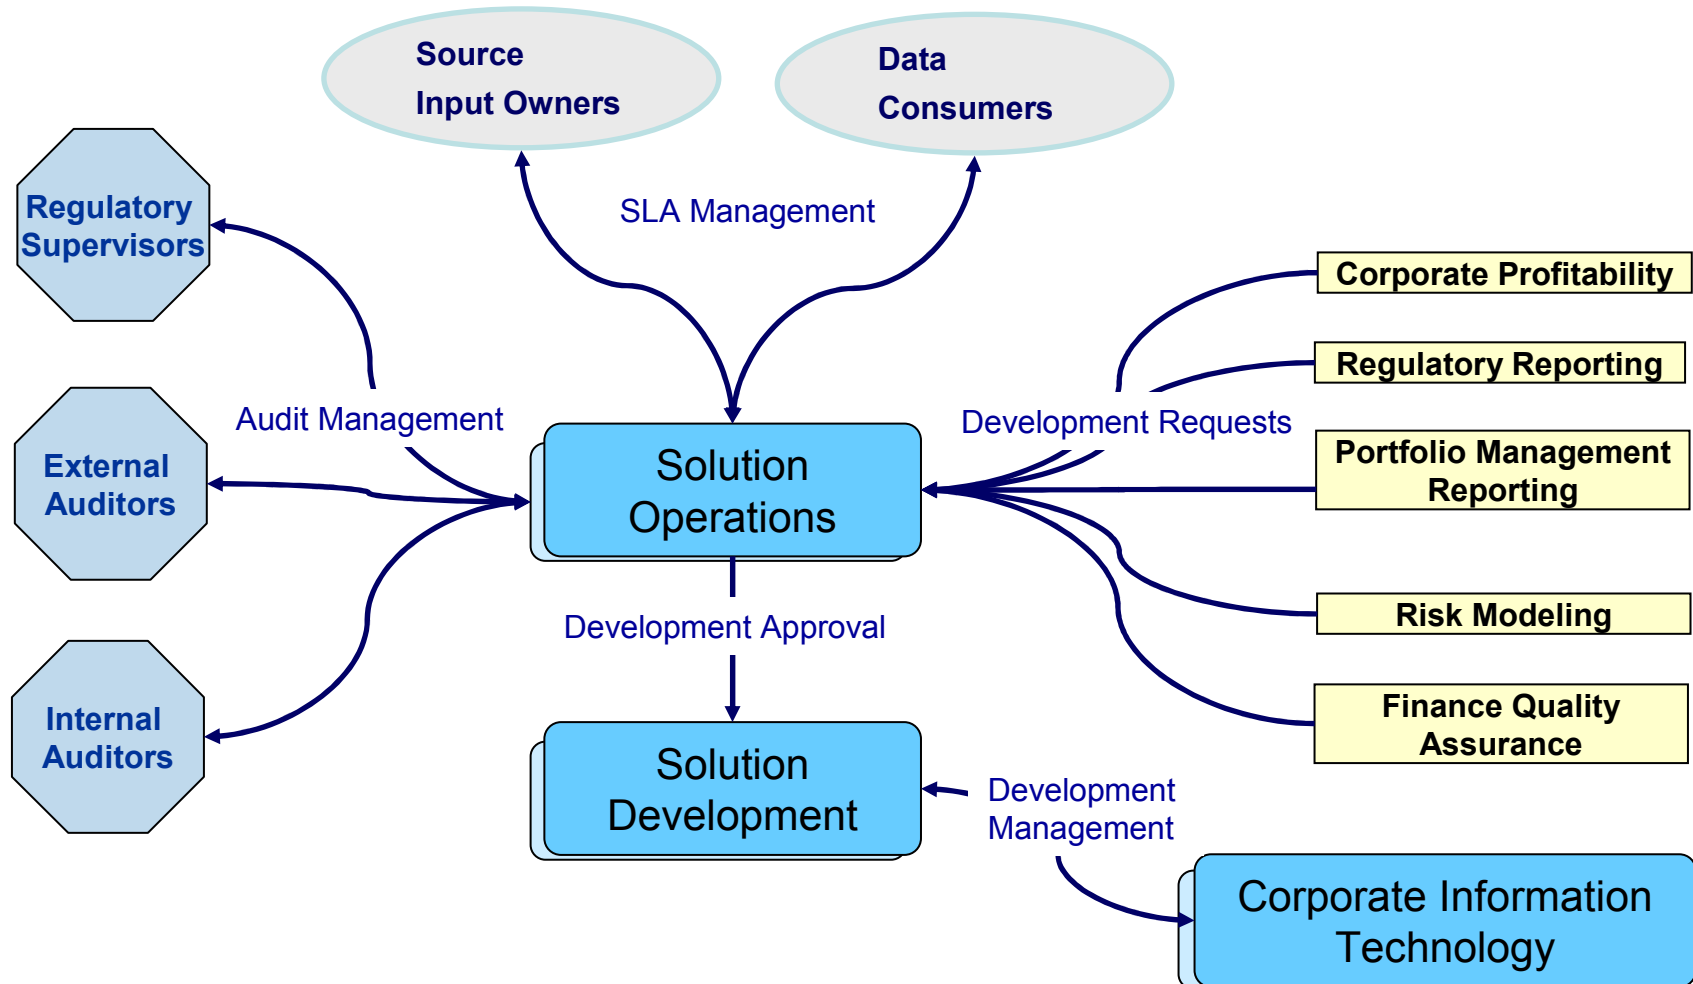 Source
Input Owners
Data
Consumers
Regulatory
Supervisors
SLA Management
Corporate Profitability
Regulatory Reporting
Audit Management
Development Requests
External
Auditors
Solution
Operations
Portfolio Management
Reporting
Development Approval
Risk Modeling
Internal
Auditors
Finance Quality
Assurance
Solution
Development
Development
Management
Corporate Information
Technology